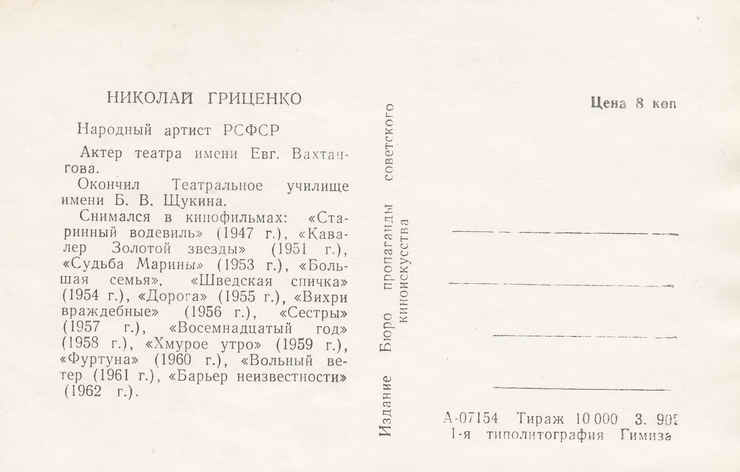 НИКОЛАЙ ГРИЦЕНКО
Народный артист РСФСР
Актер театра имени Евг. Вахтан-
гова.
Окончил Театральное училище
имени Б. В. Щукина.
Снимался в кинофильмах: «Ста-
ринный водевиль» (1947 г.), «Кава-
лер Золотой звезды» (1951 г.),
«Судьба Марины» (1953 г.), «Боль-
шая семья», «Шведская спичка»
(1954 г.), «Дорога» (1955 г.), «Вихри
враждебные» (1956 г.), «Сестры»
(1957 г.), «Восемнадцатый год»
(1958 г.), «Хмурое утро» (1959 г.),
«Фуртуна» (1960 г.), «Вольный ве-
тер (1961 г.), «Барьер неизвестности»
(1962 г.).
Издание Бюро пропаганды советского
киноискусства
Цена 8 коп
А-07154 Тираж 10 000 З. 905
1-я типолитография Гимиза